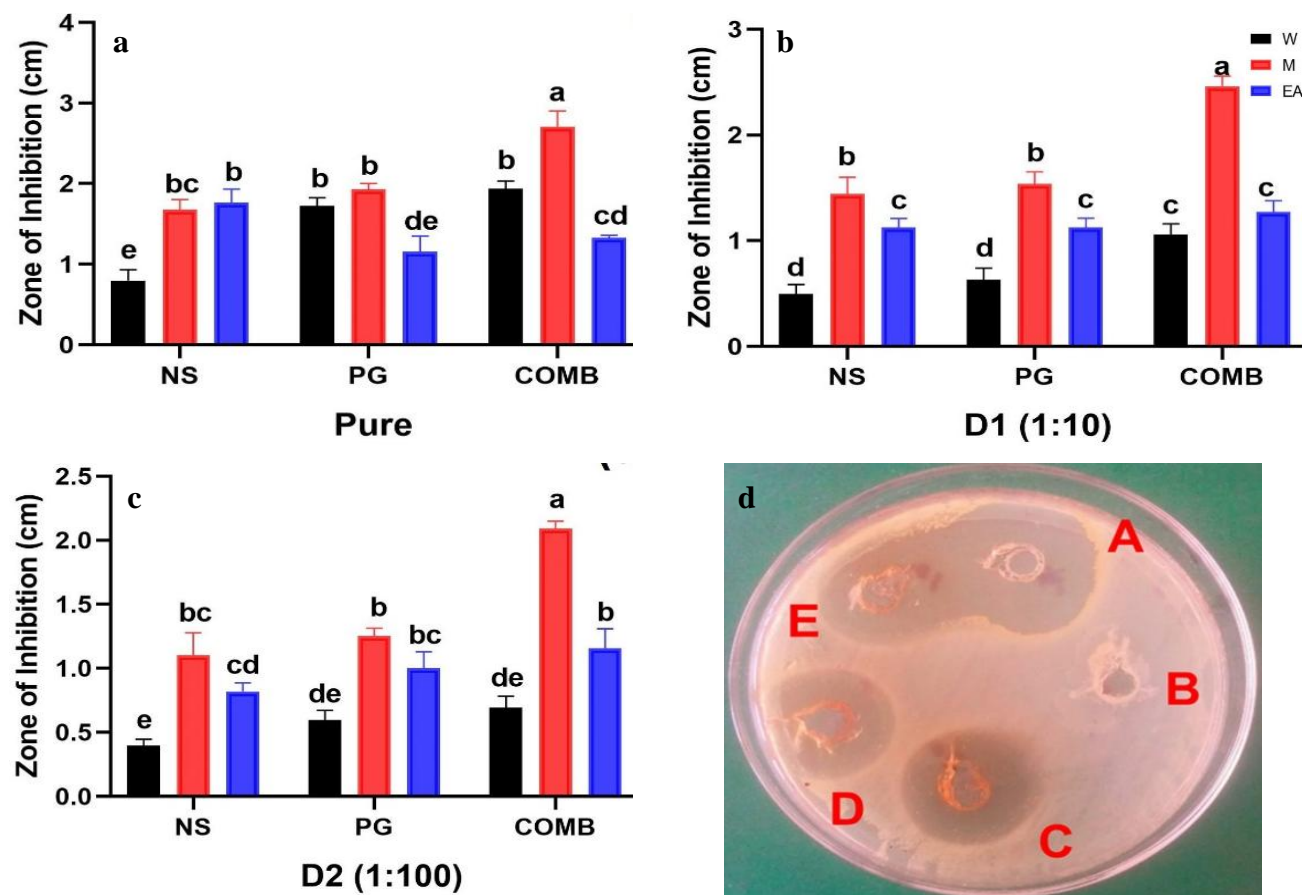 a
Zone of Inhibition (cm)
4
3
2
1
0
e
bc
b
b
b
de
b
a
cd
NS PG COMB
Pure
b
W
M
EA
Zone of Inhibition (cm)
3
2
1
0
d
b
c
d
b
c
c
a
c
NS PG COMB
D1 (1:10)
c
Zone of Inhibition (cm)
2.5
2.0
1.5
1.0
0.5
0.0
e
bc
cd
de
b
bc
de
a
b
NS PG COMB
D2 (1:100)
d
A
E
B
D
C